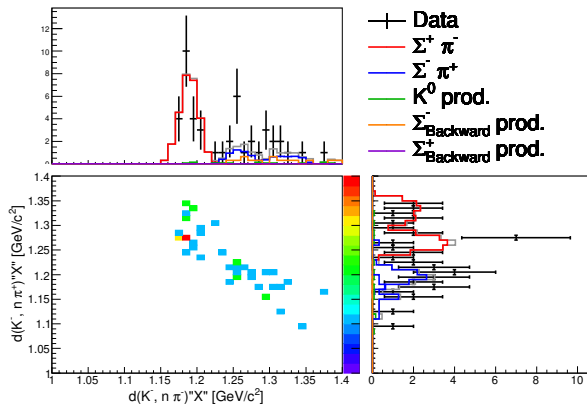 Data
Σ⁺ π⁻
Σ⁻ π⁺
K⁰ prod.
Σ⁻Backward prod.
Σ⁺Backward prod.
12
10
8
6
4
2
0
1.4
1.35
1.3
1.25
1.2
1.15
1.1
1.05
1
d(K⁻, n π⁺)"X" [GeV/c²]
1 1.05 1.1 1.15 1.2 1.25 1.3 1.35 1.4
d(K⁻, n π⁻)"X" [GeV/c²]
0 2 4 6 8 10